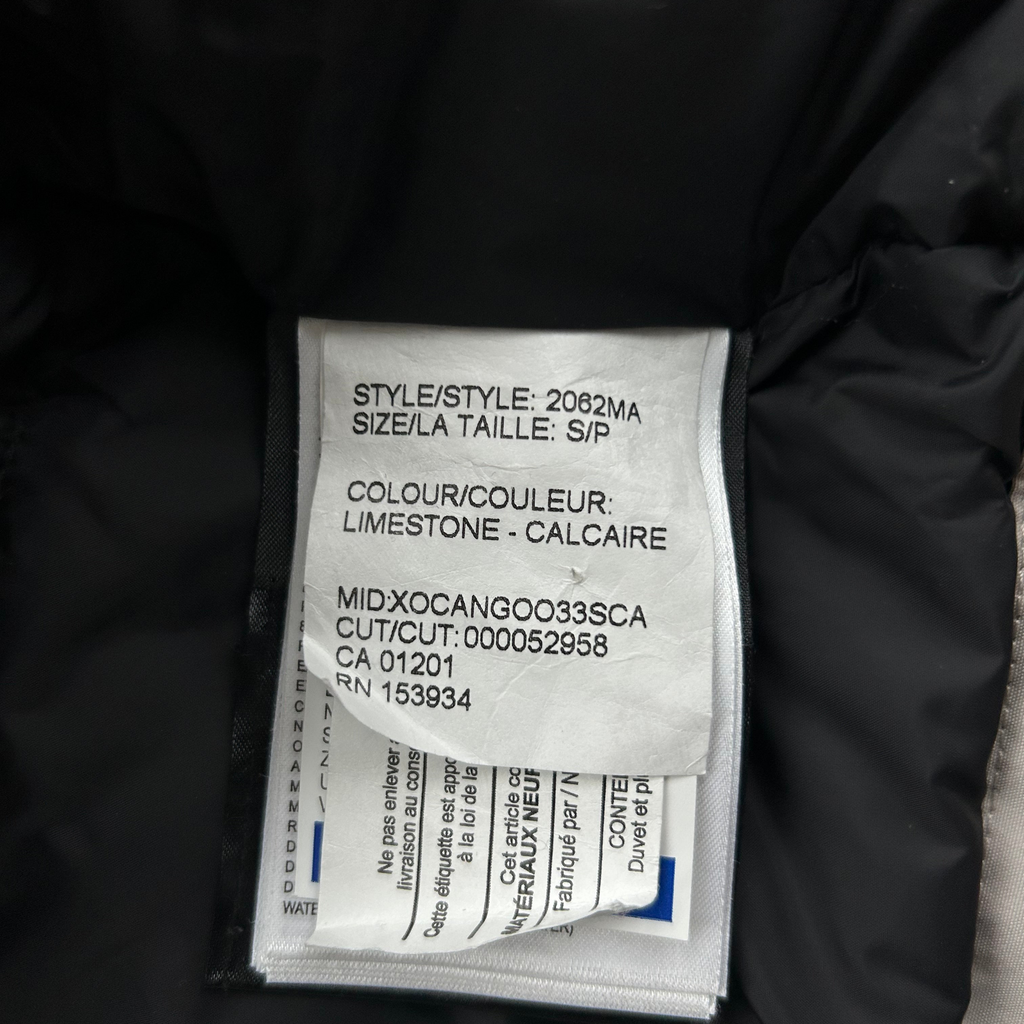 STYLE/STYLE: 2062MA
SIZE/LA TAILLE: S/P
COLOUR/COULEUR:
LIMESTONE - CALCAIRE
MID:XOCANGOO33SCA
CUT/CUT: 000052958
CA 01201
RN 153934
Ne pas enlever
livraison au cons
Cette étiquette est appo
à la loi de la
Cet article co
MATÉRIAUX NEUF
Fabriqué par / N
CONTE
Duvet et pl
WATE